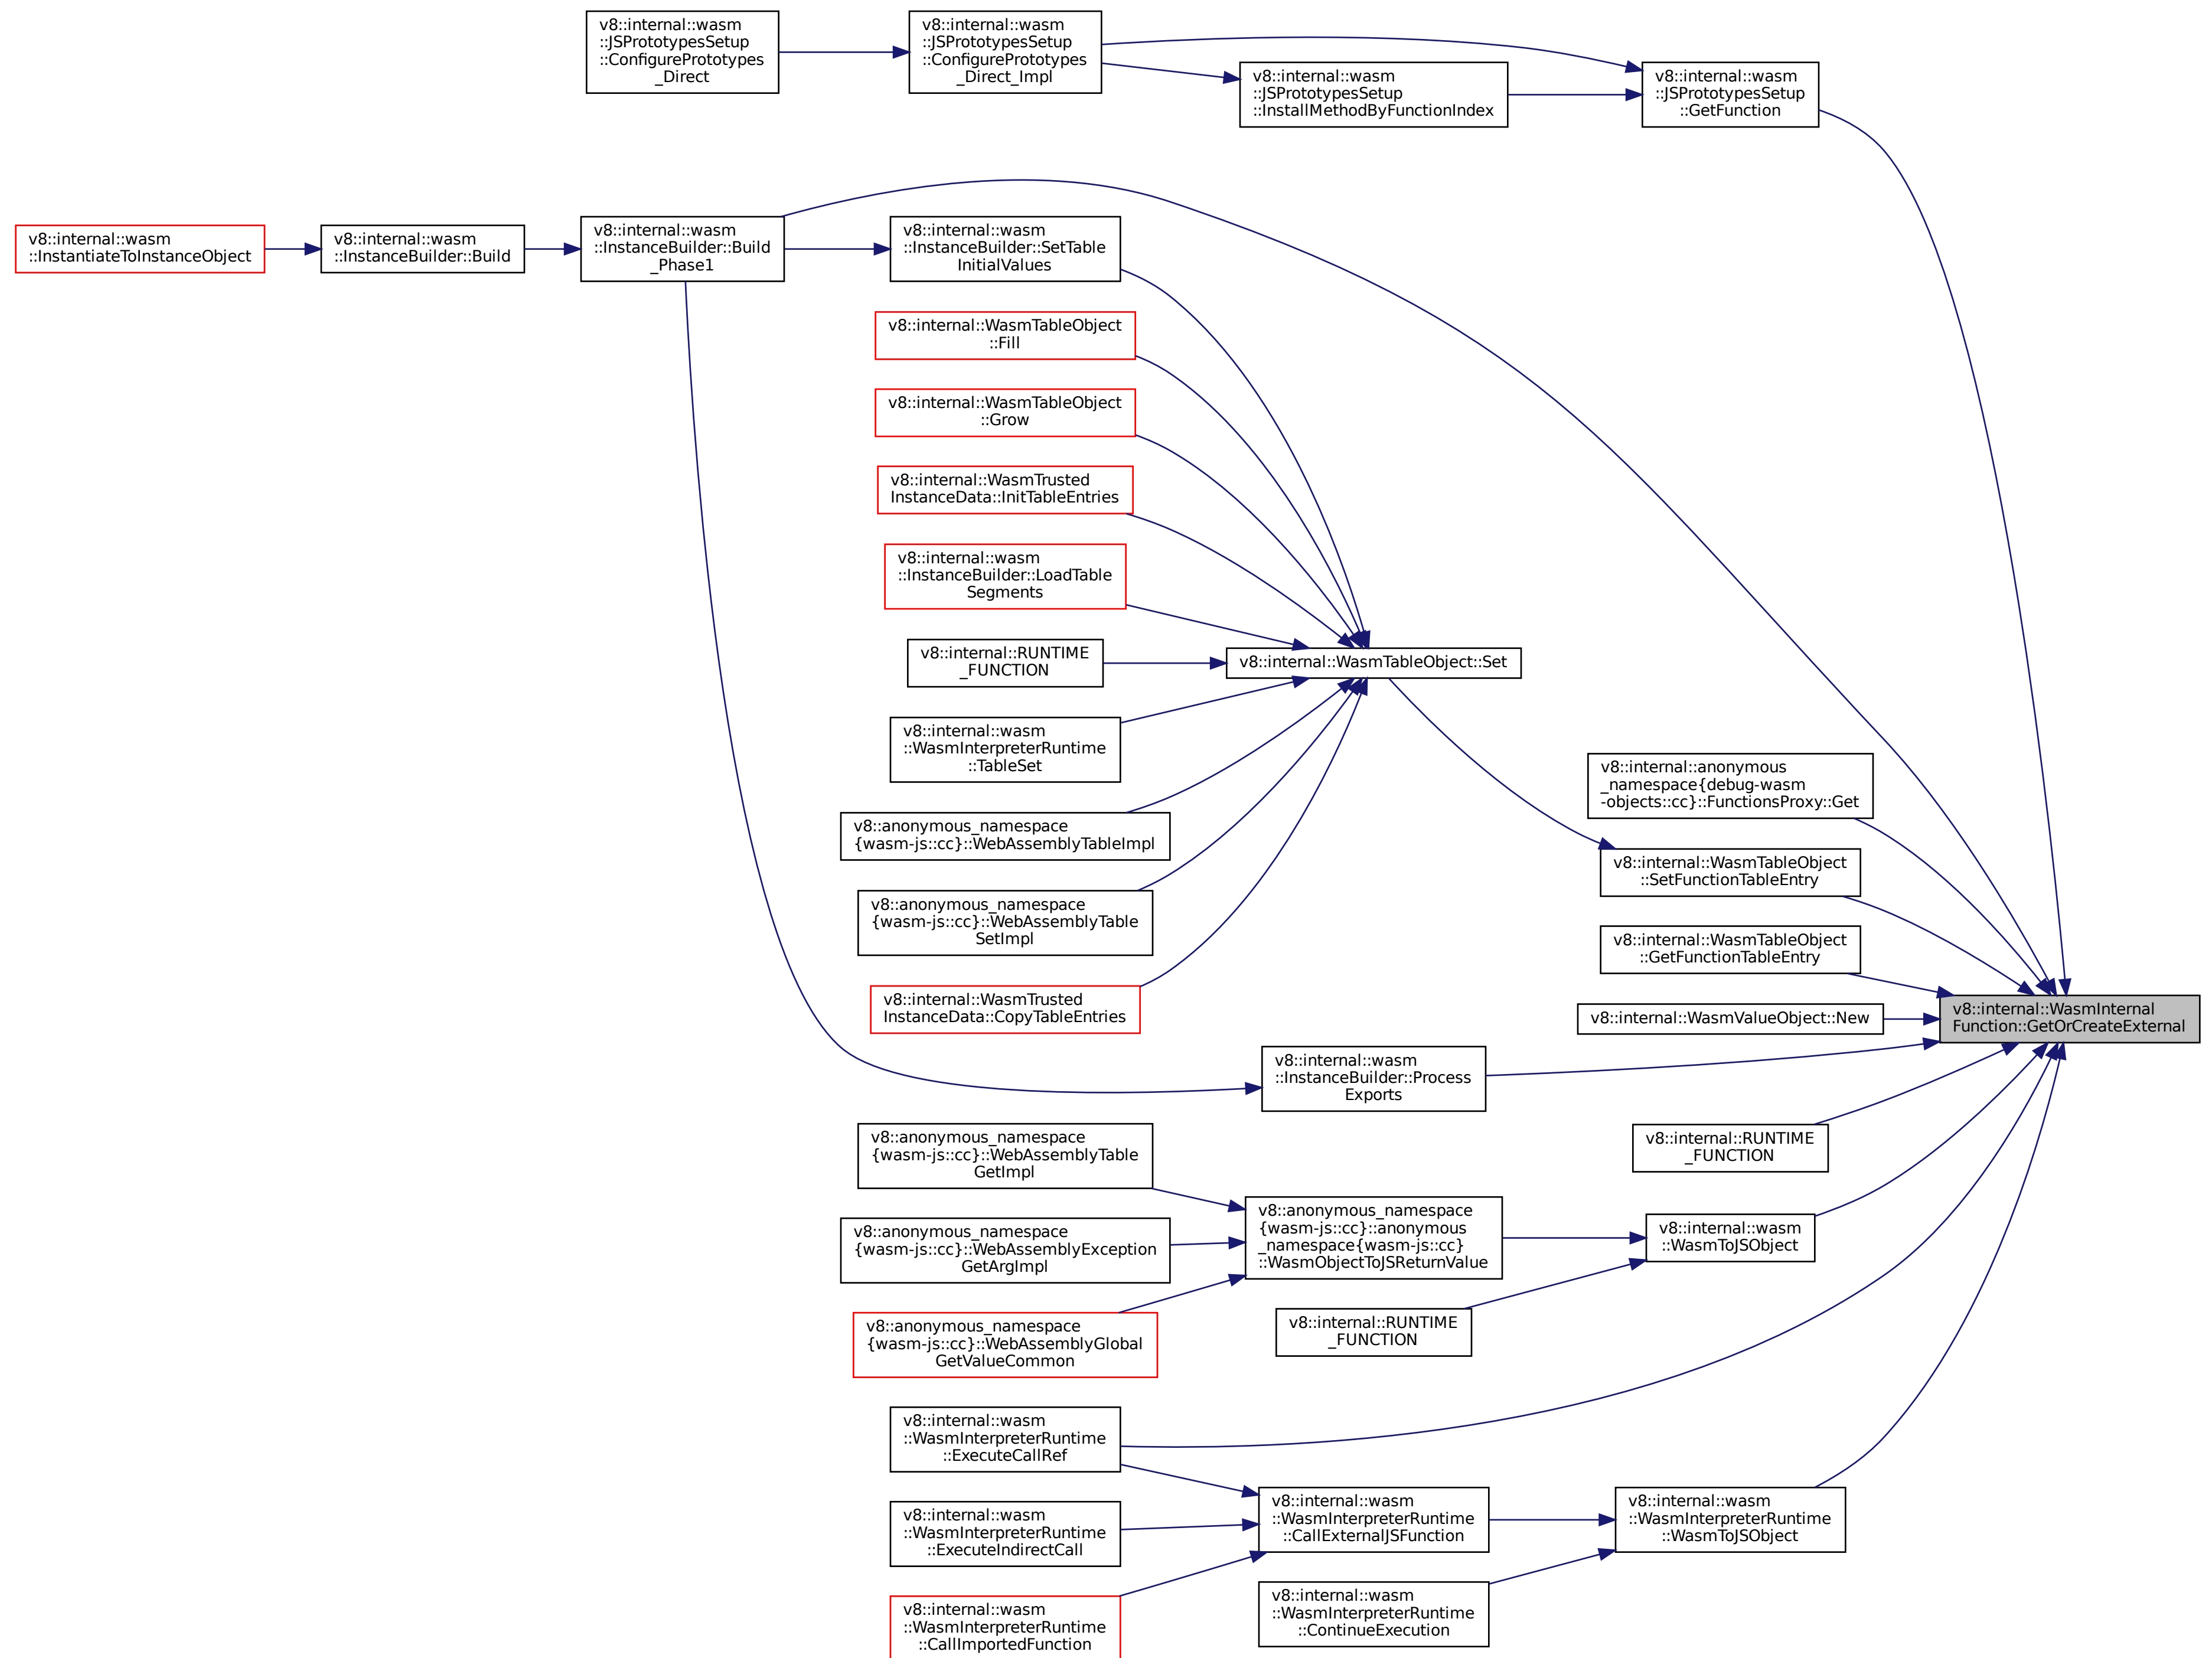 v8::internal::wasm
::JSPrototypesSetup
::ConfigurePrototypes
_Direct
v8::internal::wasm
::JSPrototypesSetup
::ConfigurePrototypes
_Direct_Impl
v8::internal::wasm
::JSPrototypesSetup
::InstallMethodByFunctionIndex
v8::internal::wasm
::JSPrototypesSetup
::GetFunction
v8::internal::wasm
::InstantiateToInstanceObject
v8::internal::wasm
::InstanceBuilder::Build
v8::internal::wasm
::InstanceBuilder::Build
_Phase1
v8::internal::wasm
::InstanceBuilder::SetTable
InitialValues
v8::internal::WasmTableObject
::Fill
v8::internal::WasmTableObject
::Grow
v8::internal::WasmTrusted
InstanceData::InitTableEntries
v8::internal::wasm
::InstanceBuilder::LoadTable
Segments
v8::internal::RUNTIME
_FUNCTION
v8::internal::WasmTableObject::Set
v8::internal::wasm
::WasmInterpreterRuntime
::TableSet
v8::internal::anonymous
_namespace{debug-wasm
-objects::cc}::FunctionsProxy::Get
v8::anonymous_namespace
{wasm-js::cc}::WebAssemblyTableImpl
v8::internal::WasmTableObject
::SetFunctionTableEntry
v8::anonymous_namespace
{wasm-js::cc}::WebAssemblyTable
SetImpl
v8::internal::WasmTableObject
::GetFunctionTableEntry
v8::internal::WasmTrusted
InstanceData::CopyTableEntries
v8::internal::WasmValueObject::New
v8::internal::WasmInternal
Function::GetOrCreateExternal
v8::internal::wasm
::InstanceBuilder::Process
Exports
v8::anonymous_namespace
{wasm-js::cc}::WebAssemblyTable
GetImpl
v8::internal::RUNTIME
_FUNCTION
v8::anonymous_namespace
{wasm-js::cc}::WebAssemblyException
GetArgImpl
v8::anonymous_namespace
{wasm-js::cc}::anonymous
_namespace{wasm-js::cc}
::WasmObjectToJSReturnValue
v8::internal::wasm
::WasmToJSObject
v8::anonymous_namespace
{wasm-js::cc}::WebAssemblyGlobal
GetValueCommon
v8::internal::RUNTIME
_FUNCTION
v8::internal::wasm
::WasmInterpreterRuntime
::ExecuteCallRef
v8::internal::wasm
::WasmInterpreterRuntime
::ExecuteIndirectCall
v8::internal::wasm
::WasmInterpreterRuntime
::CallExternalJSFunction
v8::internal::wasm
::WasmInterpreterRuntime
::WasmToJSObject
v8::internal::wasm
::WasmInterpreterRuntime
::CallImportedFunction
v8::internal::wasm
::WasmInterpreterRuntime
::ContinueExecution